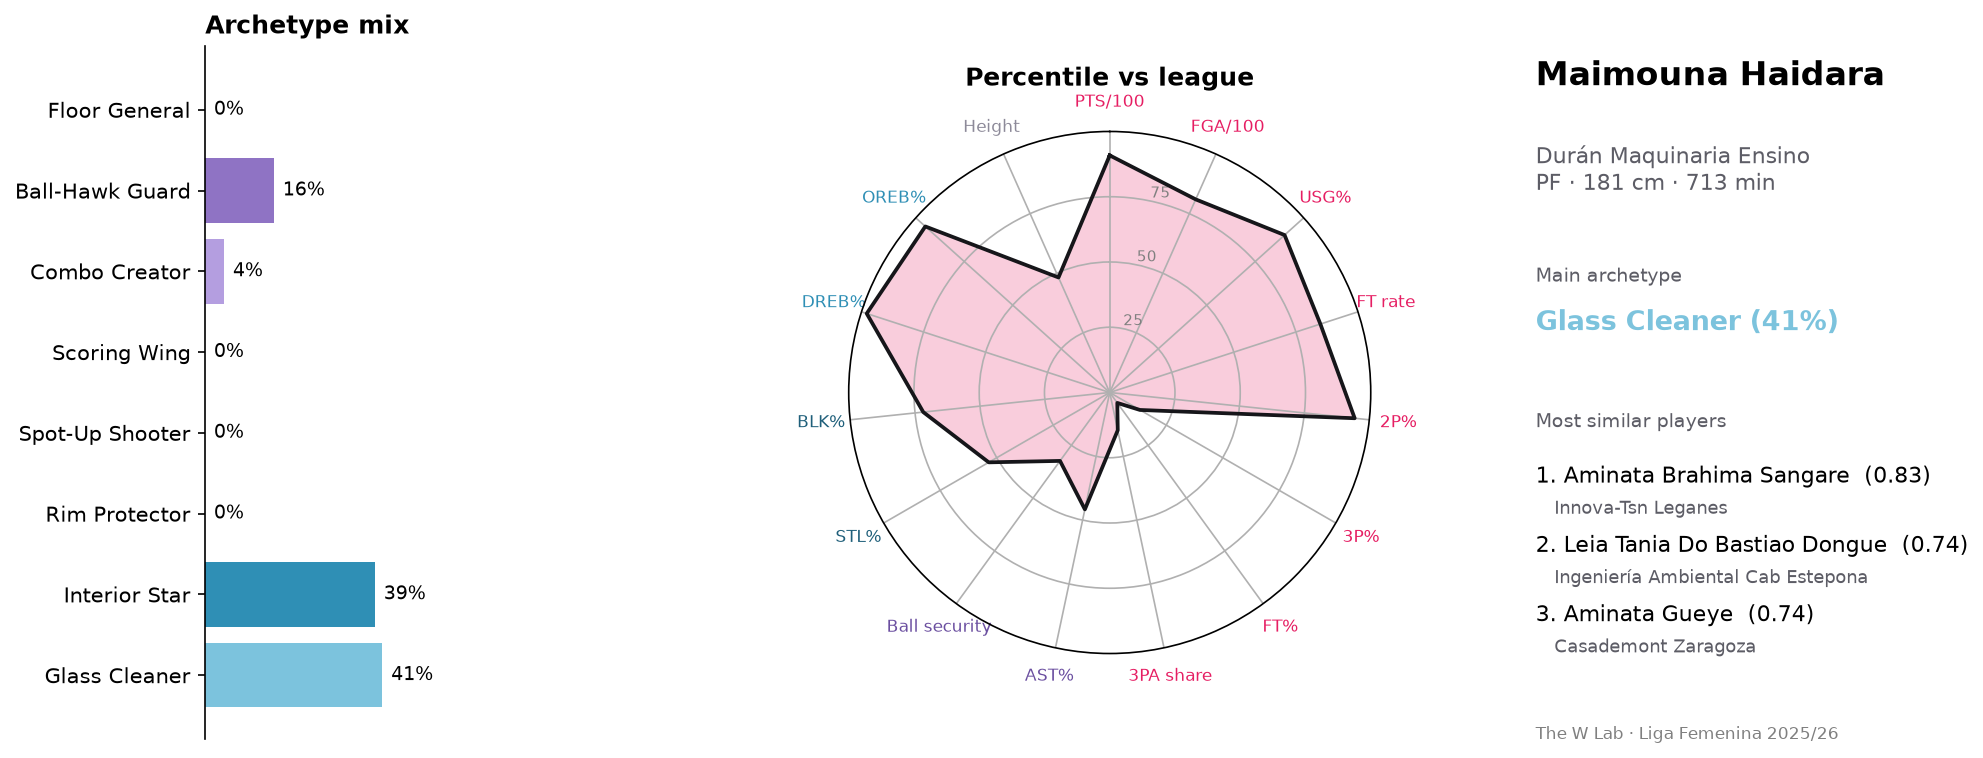 Archetype mix
Floor General 0%
Ball-Hawk Guard 16%
Combo Creator 4%
Scoring Wing 0%
Spot-Up Shooter 0%
Rim Protector 0%
Interior Star 39%
Glass Cleaner 41%
Percentile vs league
PTS/100
Height
FGA/100
OREB%
USG%
75
50
DREB%
FT rate
25
BLK%
2P%
STL%
3P%
Ball security
FT%
AST%
3PA share
Maimouna Haidara
Durán Maquinaria Ensino
PF · 181 cm · 713 min
Main archetype
Glass Cleaner (41%)
Most similar players
1. Aminata Brahima Sangare (0.83)
Innova-Tsn Leganes
2. Leia Tania Do Bastiao Dongue (0.74)
Ingeniería Ambiental Cab Estepona
3. Aminata Gueye (0.74)
Casademont Zaragoza
The W Lab · Liga Femenina 2025/26